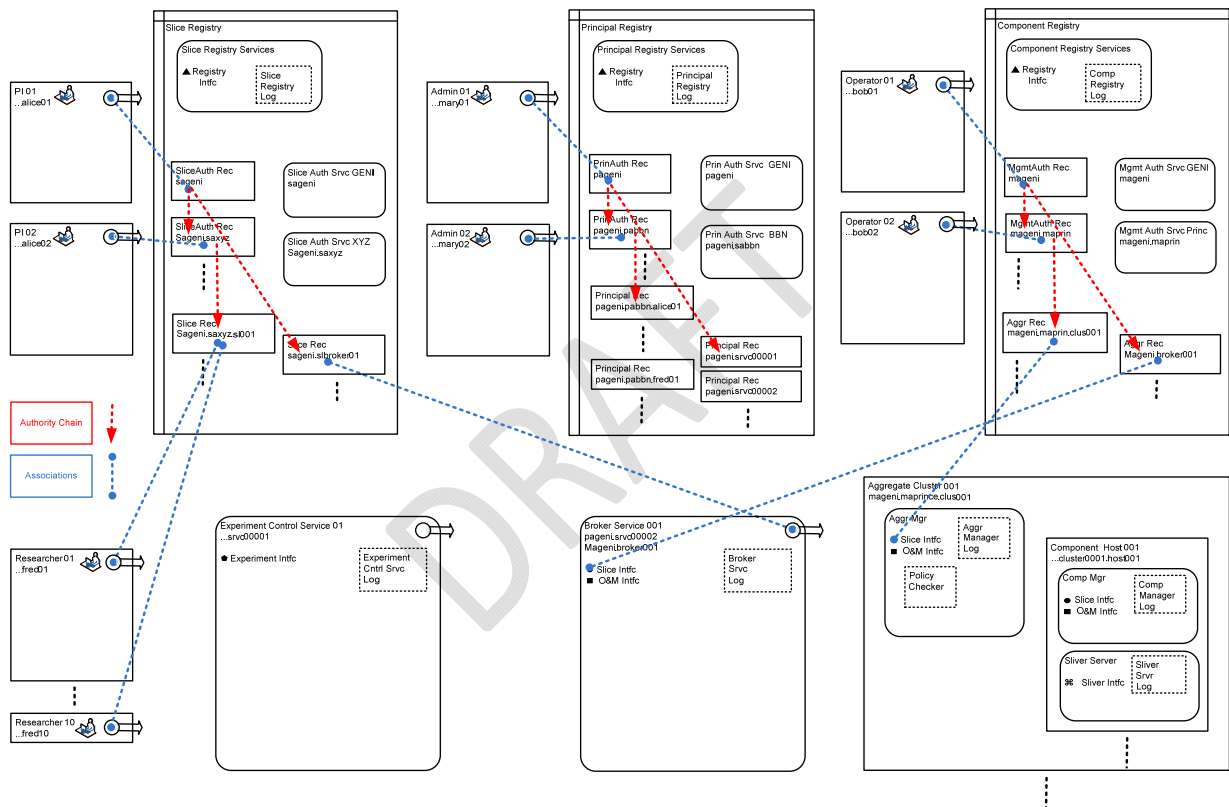 Slice Registry
Slice Registry Services
Registry
Intfc
Slice
Registry
Log
PI 01
...alice01
SliceAuth Rec
sageni
Slice Auth Srvc GENI
sageni
PI 02
...alice02
SliceAuth Rec
Sageni.saxyz
Slice Auth Srvc XYZ
Sageni.saxyz
Slice Rec
Sageni.saxyz.sl001
Slice Rec
sageni.slbroker01
Principal Registry
Principal Registry Services
Registry
Intfc
Principal
Registry
Log
Admin 01
...mary01
PrinAuth Rec
pageni
Prin Auth Srvc GENI
pageni
Admin 02
...mary02
PrinAuth Rec
pageni.pabbn
Prin Auth Srvc BBN
pageni.sabbn
Principal Rec
pageni.pabbn.alice01
Principal Rec
pageni.srvc00001
Principal Rec
pageni.pabbn.fred01
Principal Rec
pageni.srvc00002
Component Registry
Component Registry Services
Registry
Intfc
Comp
Registry
Log
Operator 01
...bob01
MgmtAuth Rec
mageni
Mgmt Auth Srvc GENI
mageni
Operator 02
...bob02
MgmtAuth Rec
mageni.maprin
Mgmt Auth Srvc Princ
mageni.maprin
Aggr Rec
mageni.maprin.clus001
Aggr Rec
Mageni.broker001
Authority Chain
Associations
DRAFT
Researcher 01
...fred01
Researcher 10
...fred10
Experiment Control Service 01
...srvc00001
Experiment Intfc
Experiment
Cntrl Srvc
Log
Broker Service 001
pageni.srvc00002
Mageni.broker001
Slice Intfc
O&M Intfc
Broker
Srvc
Log
Aggregate Cluster 001
mageni.maprince.clus001
Aggr Mgr
Slice Intfc
O&M Intfc
Aggr
Manager
Log
Policy
Checker
Component Host 001
...cluster0001.host001
Comp Mgr
Slice Intfc
O&M Intfc
Comp
Manager
Log
Sliver Server
Sliver Intfc
Sliver
Srvr
Log